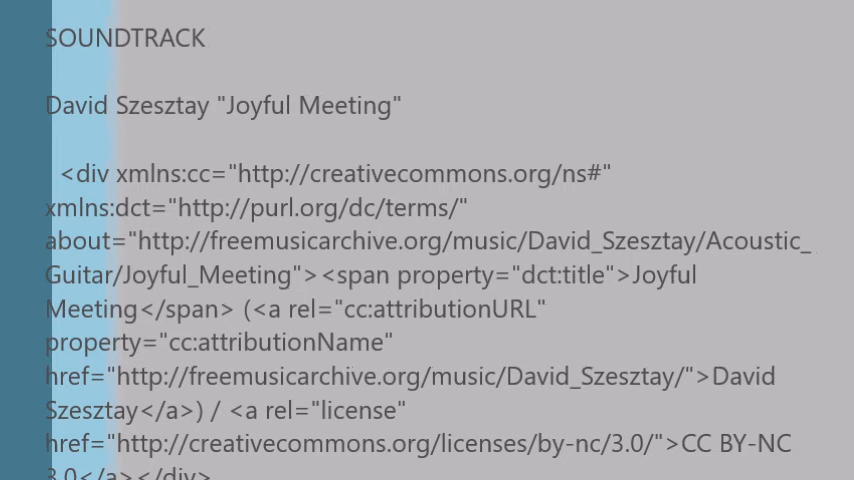 SOUNDTRACK
David Szesztay "Joyful Meeting"
<div xmlns:cc="http://creativecommons.org/ns#"
xmlns:dct="http://purl.org/dc/terms/"
about="http://freemusicarchive.org/music/David_Szesztay/Acoustic_
Guitar/Joyful_Meeting"><span property="dct:title">Joyful
Meeting</span> (<a rel="cc:attributionURL"
property="cc:attributionName"
href="http://freemusicarchive.org/music/David_Szesztay/">David
Szesztay</a>) / <a rel="license"
href="http://creativecommons.org/licenses/by-nc/3.0/">CC BY-NC
3.0</a></div>